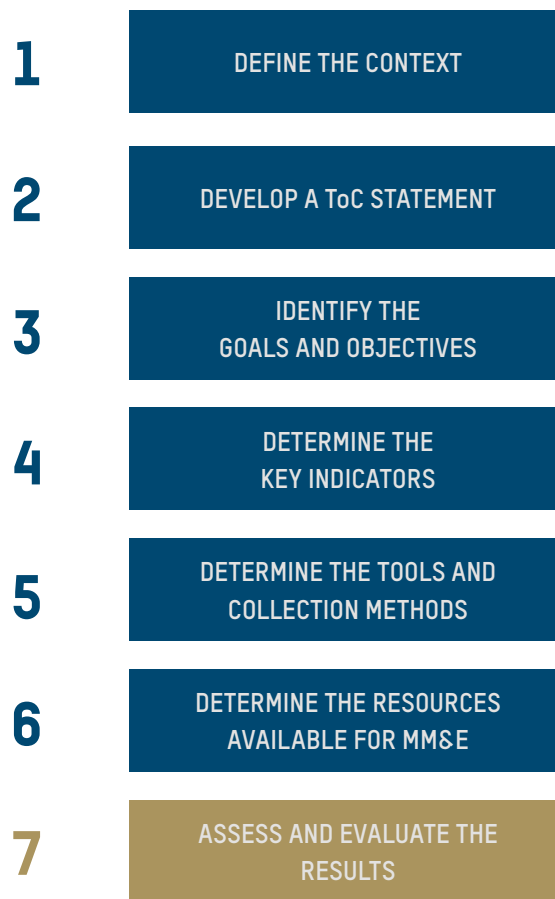 1
DEFINE THE CONTEXT
2
DEVELOP A ToC STATEMENT
3
IDENTIFY THE
GOALS AND OBJECTIVES
4
DETERMINE THE
KEY INDICATORS
5
DETERMINE THE TOOLS AND
COLLECTION METHODS
6
DETERMINE THE RESOURCES
AVAILABLE FOR MM&E
7
ASSESS AND EVALUATE THE
RESULTS